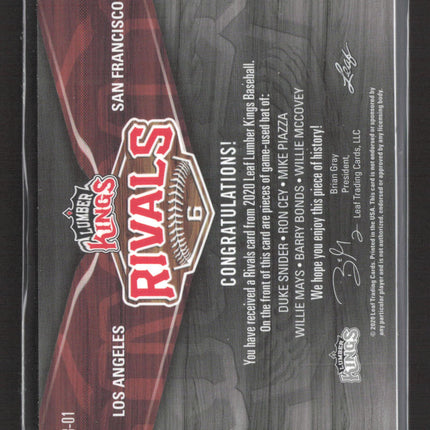 -01
LOS ANGELES SAN FRANCISCO
LUMBER
KINGS
RIVALS
6
CONGRATULATIONS!
You have received a Rivals card from 2020 Leaf Lumber Kings Baseball.
On the front of this card are pieces of game-used bat of:
DUKE SNIDER • RON CEY • MIKE PIAZZA
WILLIE MAYS • BARRY BONDS • WILLIE MCCOVEY
We hope you enjoy this piece of history!
Brian Gray
President,
Leaf Trading Cards, LLC
Leaf
LUMBER
KINGS
© 2020 Leaf Trading Cards. Printed in the USA. This card is not endorsed or sponsored by
any particular player and is not authorized, endorsed or approved by any licensing body.